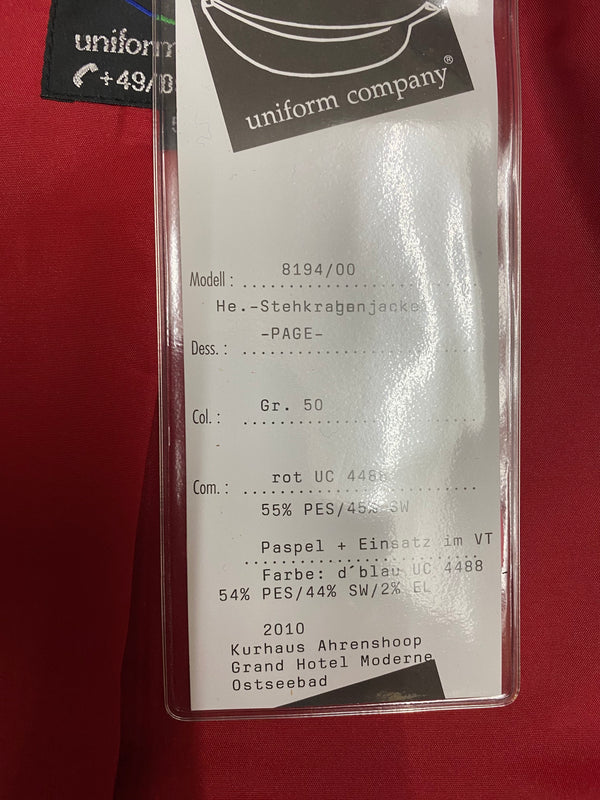 uniform
+49/
uniform company®
Modell : 8194/00
He.-Stehkragenjacke
-PAGE-
Dess. :
Gr. 50
Col. :
rot UC 4488
Com. :
55% PES/45% SW
Paspel + Einsatz im VT
Farbe: d´blau UC 4488
54% PES/44% SW/2% EL
2010
Kurhaus Ahrenshoop
Grand Hotel Moderne
Ostseebad